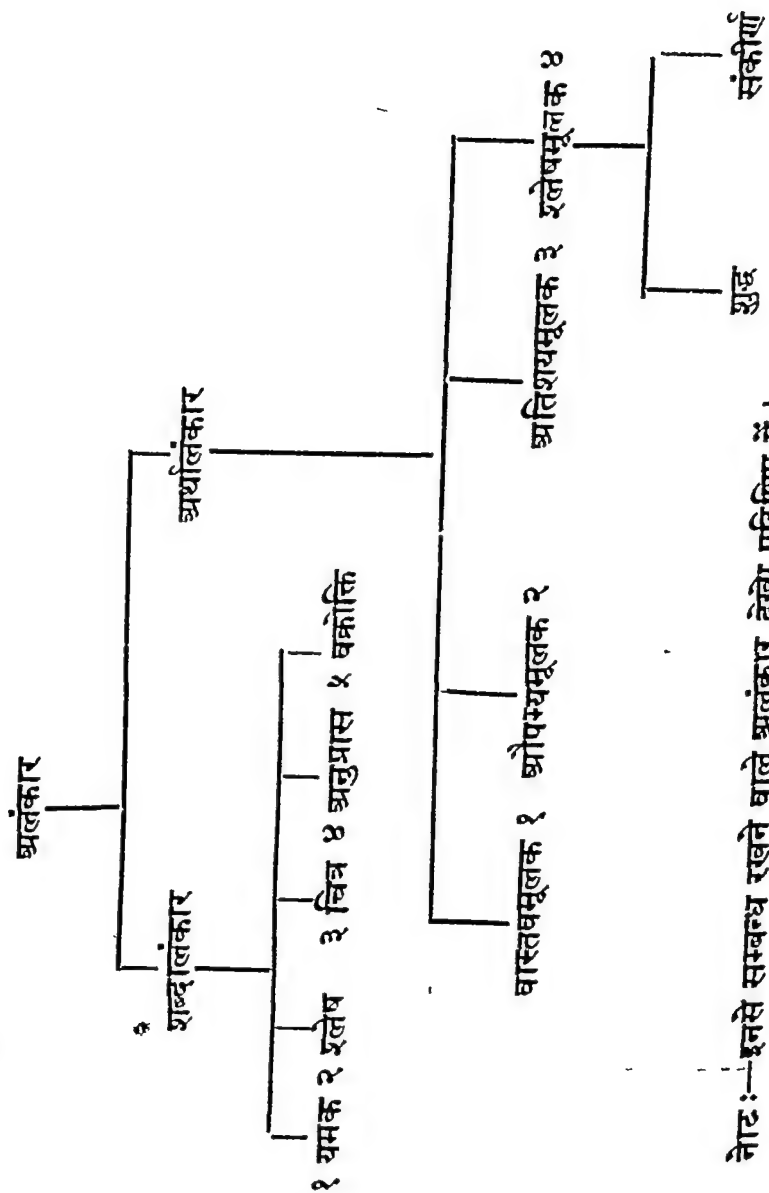 अलंकार
शब्दालंकार अर्थालंकार
१ यमक २ श्लेष ३ चित्र ४ अनुप्रास ५ वक्रोक्ति
वास्तवमूलक १ औपम्यमूलक २ अतिशयमूलक ३ श्लेषमूलक ४
शुद्ध संकीर्ण
नोट:—इनसे सम्बन्ध रखने वाले अलंकार देखो परिशिष्ट में।